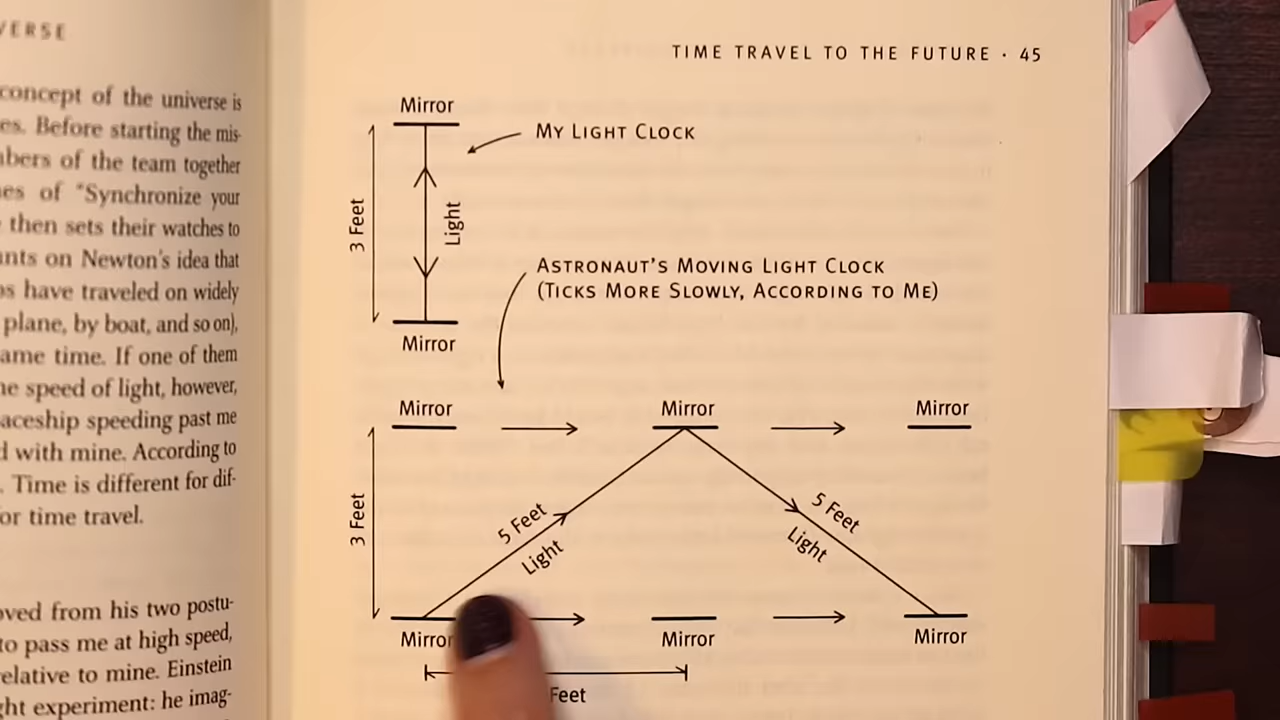 VERSE
concept of the universe is
es. Before starting the mis-
bers of the team together
es of "Synchronize your
then sets their watches to
nts on Newton's idea that
s have traveled on widely
plane, by boat, and so on),
ame time. If one of them
e speed of light, however,
aceship speeding past me
d with mine. According to
. Time is different for dif-
or time travel.
oved from his two postu-
to pass me at high speed,
relative to mine. Einstein
ght experiment: he imag-
TIME TRAVEL TO THE FUTURE · 45
Mirror
MY LIGHT CLOCK
3 Feet
Light
Mirror
ASTRONAUT'S MOVING LIGHT CLOCK
(TICKS MORE SLOWLY, ACCORDING TO ME)
Mirror
Mirror
Mirror
3 Feet
5 Feet
Light
5 Feet
Light
Mirror
Mirror
Mirror
Feet